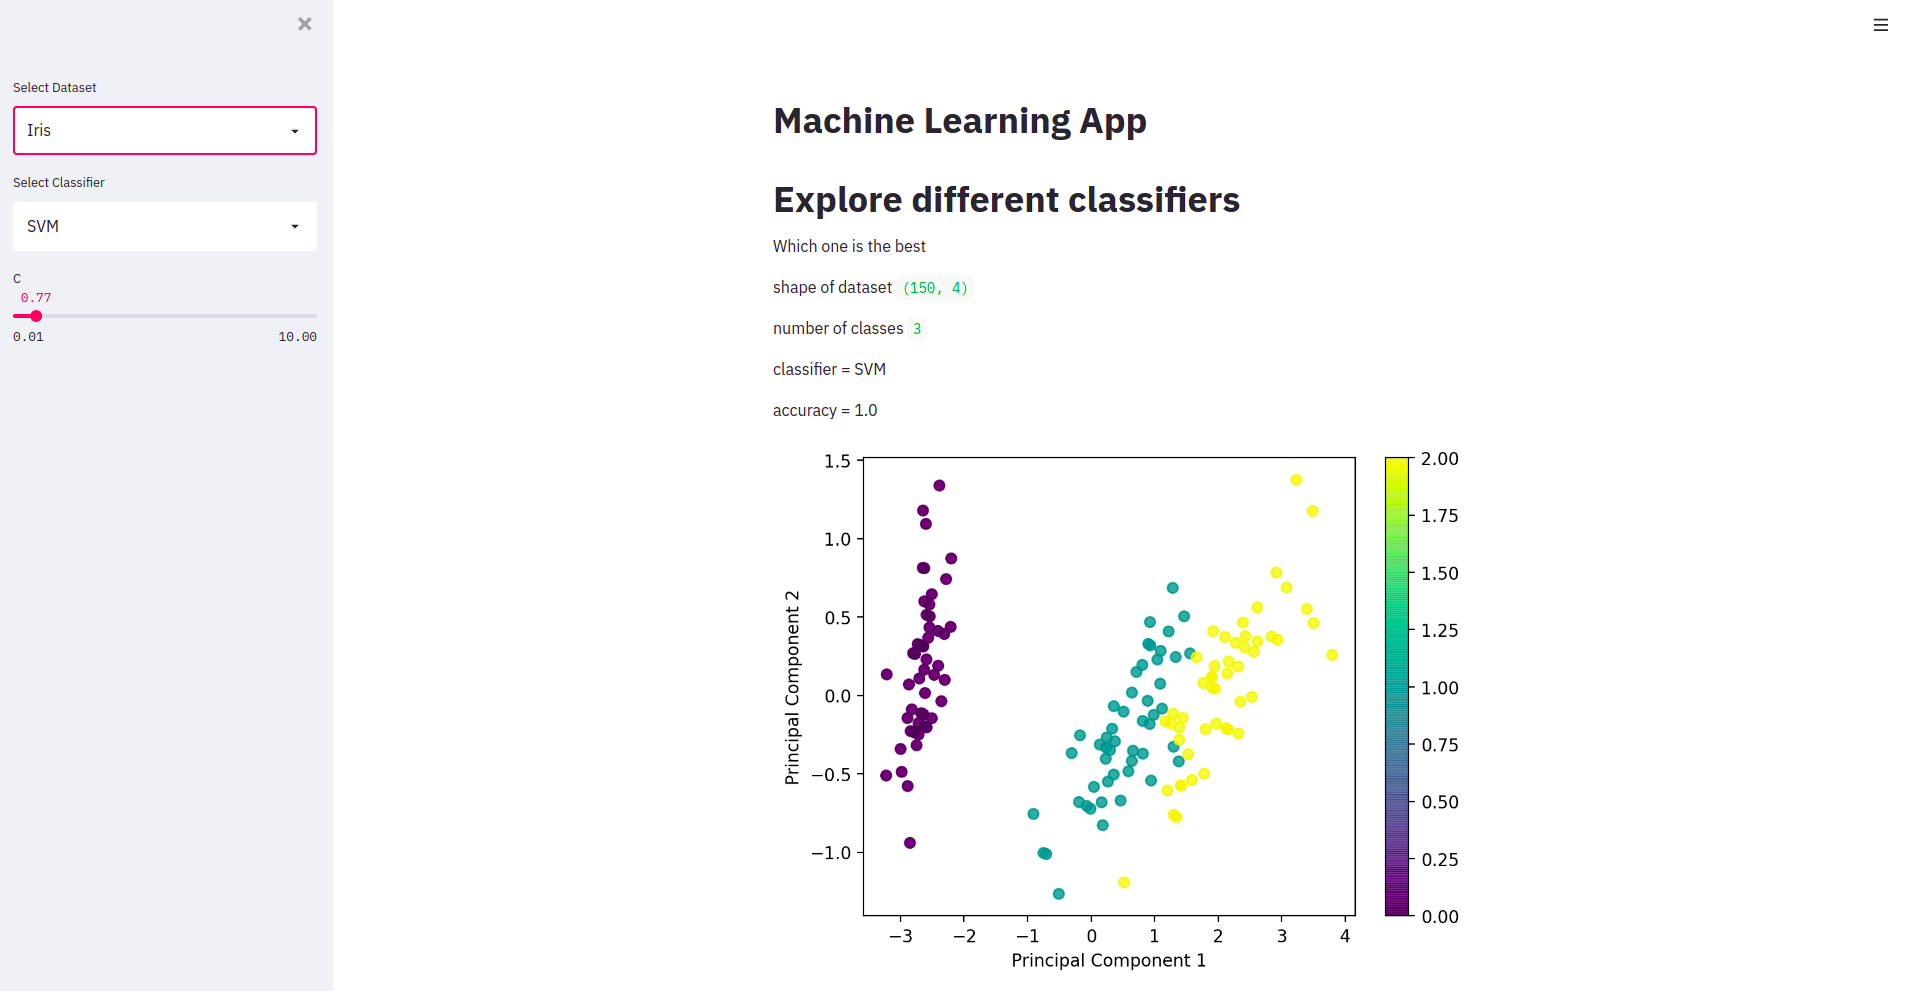 ×
Select Dataset
Iris
Select Classifier
SVM
C
0.77
0.01 10.00
Machine Learning App
Explore different classifiers
Which one is the best
shape of dataset (150, 4)
number of classes 3
classifier = SVM
accuracy = 1.0
1.5
1.0
0.5
0.0
−0.5
−1.0
Principal Component 2
−3 −2 −1 0 1 2 3 4
Principal Component 1
2.00
1.75
1.50
1.25
1.00
0.75
0.50
0.25
0.00